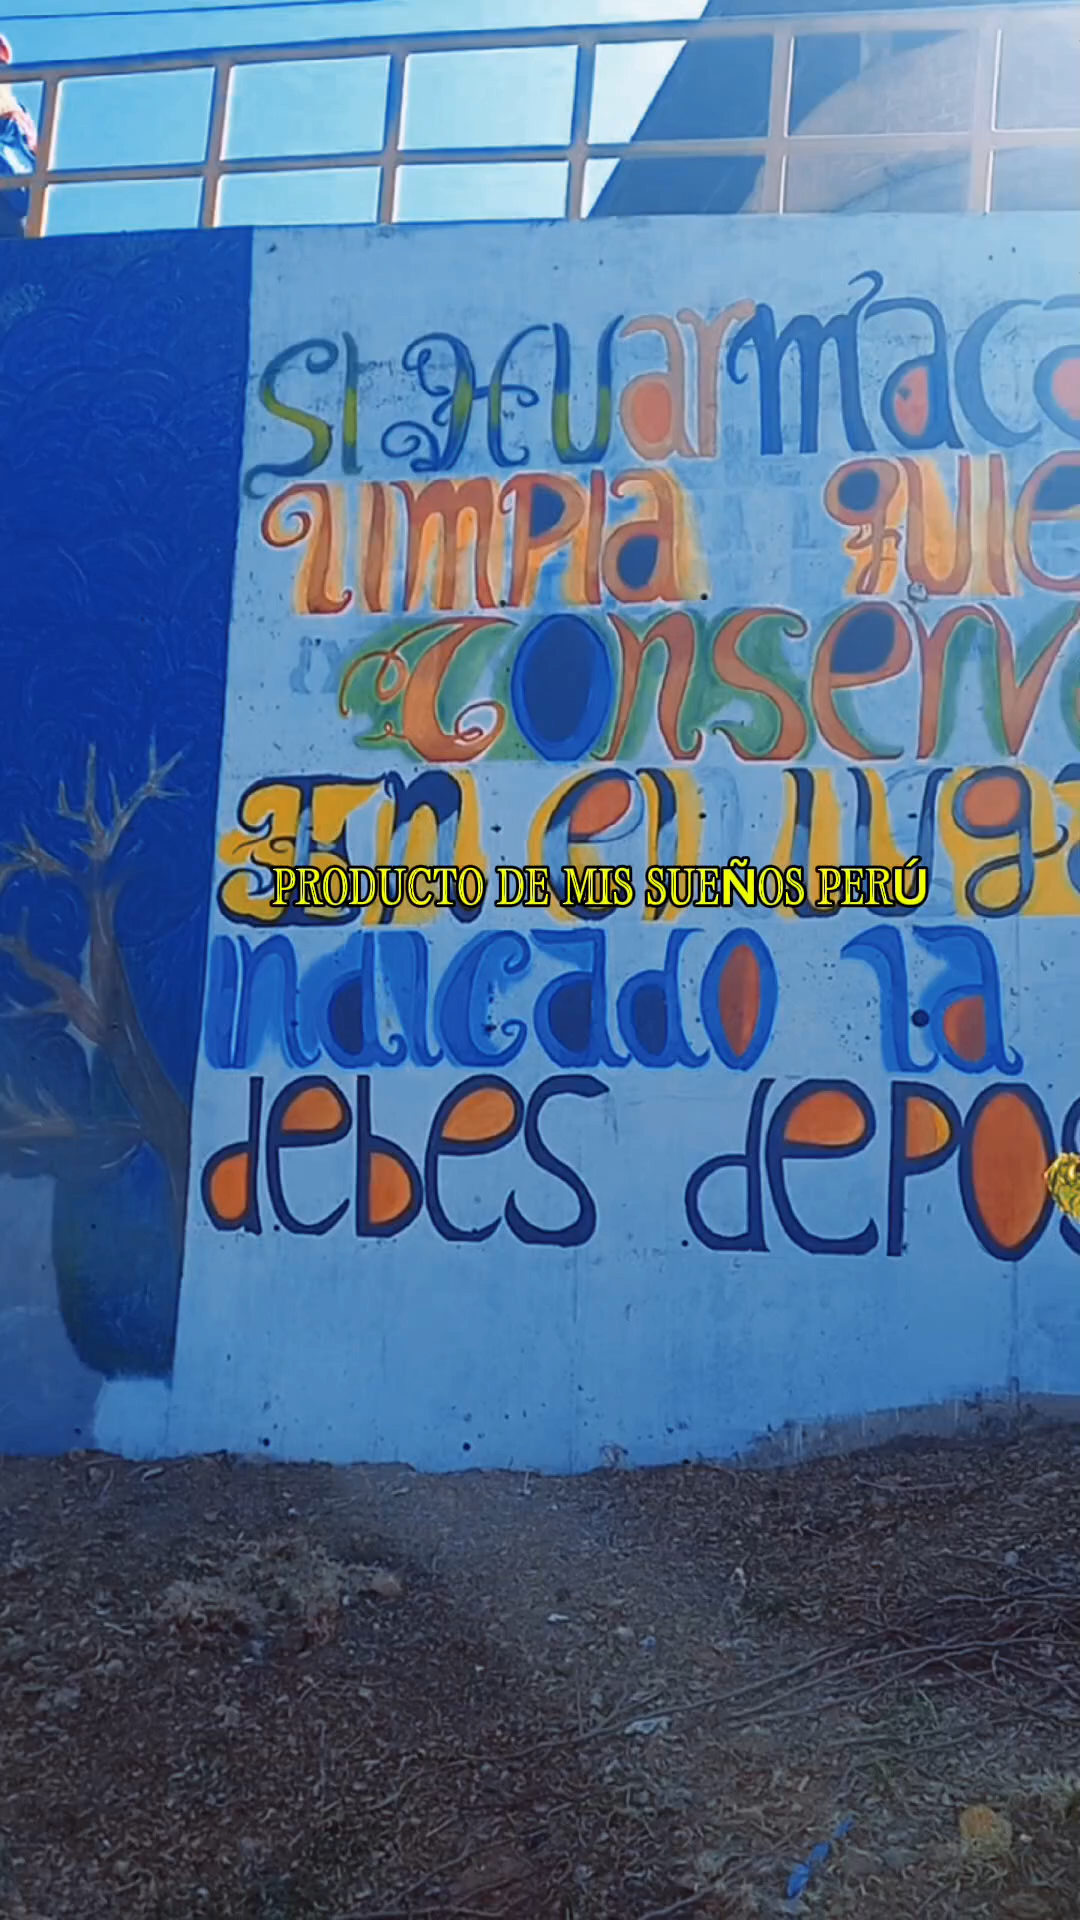 SI HUarmaca
limpia quie
Conserv
En el luga
indicado la
debes depos
PRODUCTO DE MIS SUEÑOS PERÚ